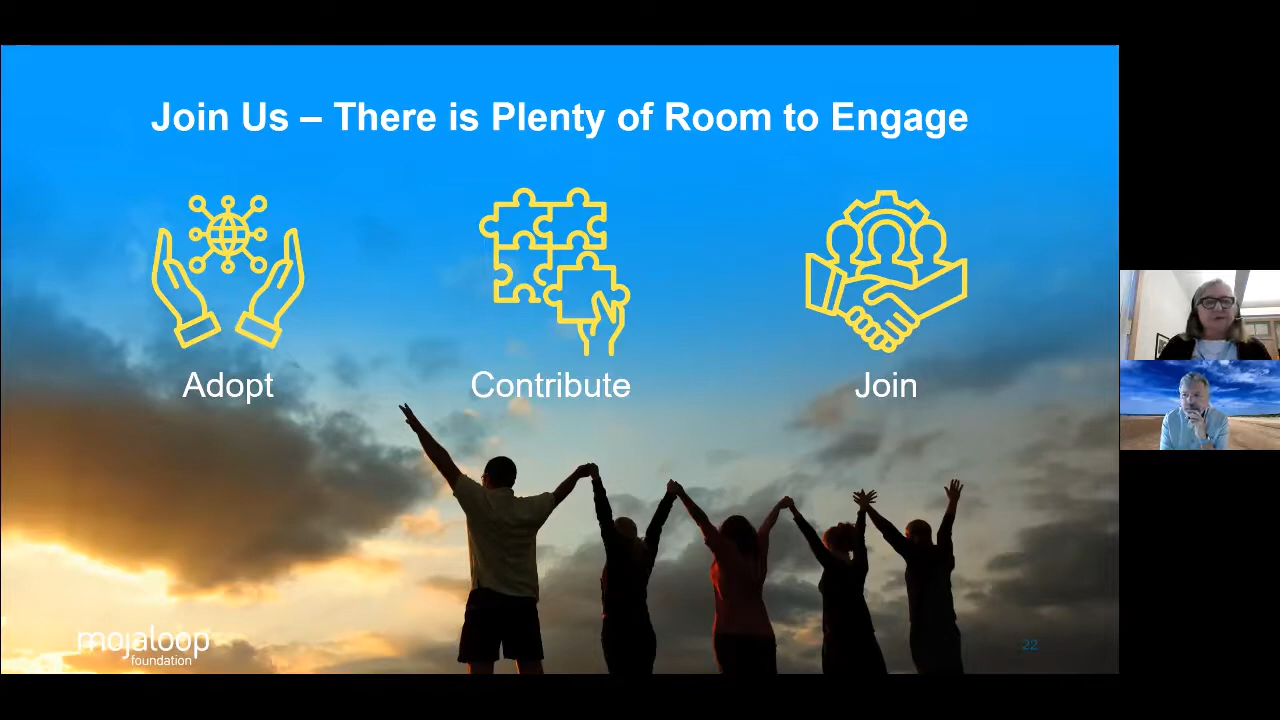 Join Us – There is Plenty of Room to Engage
Adopt
Contribute
Join
mojaloop
foundation
22